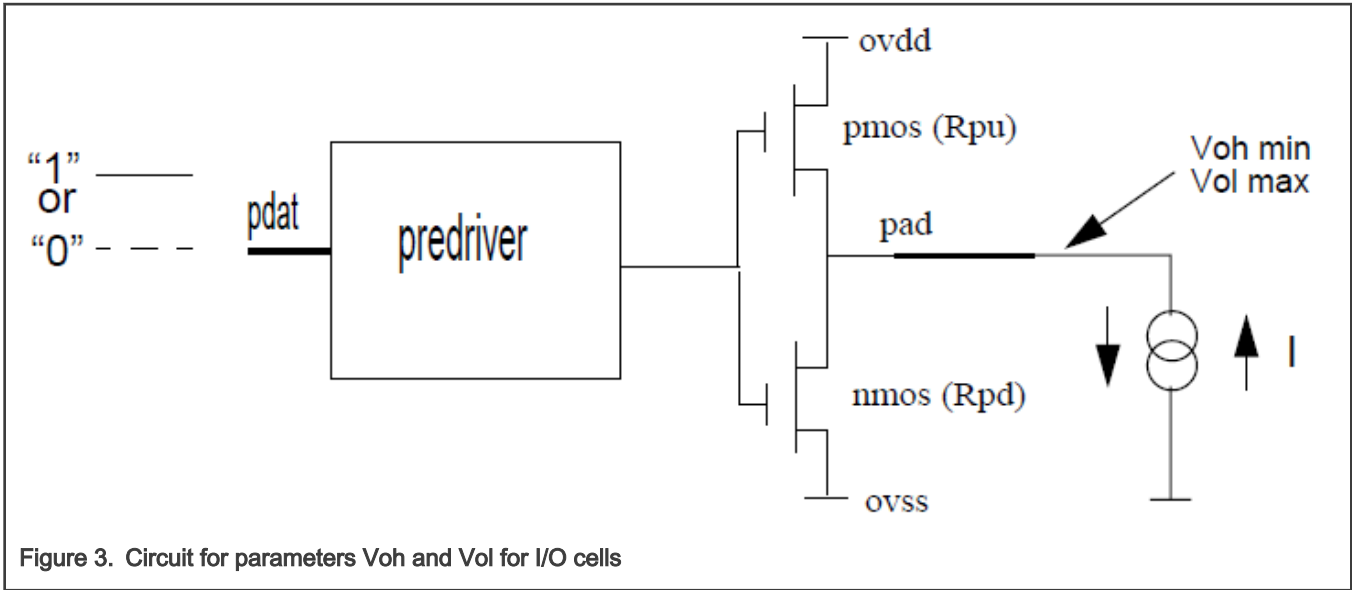 ovdd
pmos (Rpu)
“1”
or
“0”
pdat
predriver
pad
Voh min
Vol max
I
nmos (Rpd)
ovss
Figure 3. Circuit for parameters Voh and Vol for I/O cells